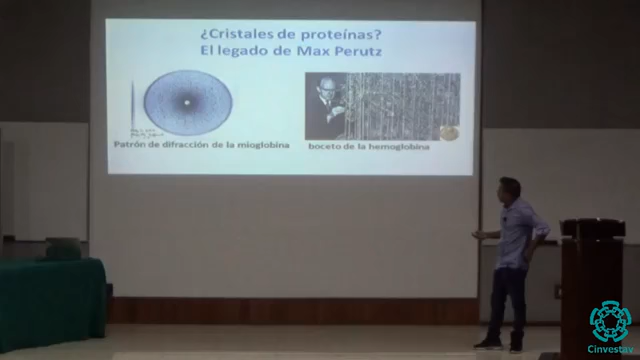 ¿Cristales de proteínas?
El legado de Max Perutz
Patrón de difracción de la mioglobina
boceto de la hemoglobina
Cinvestav